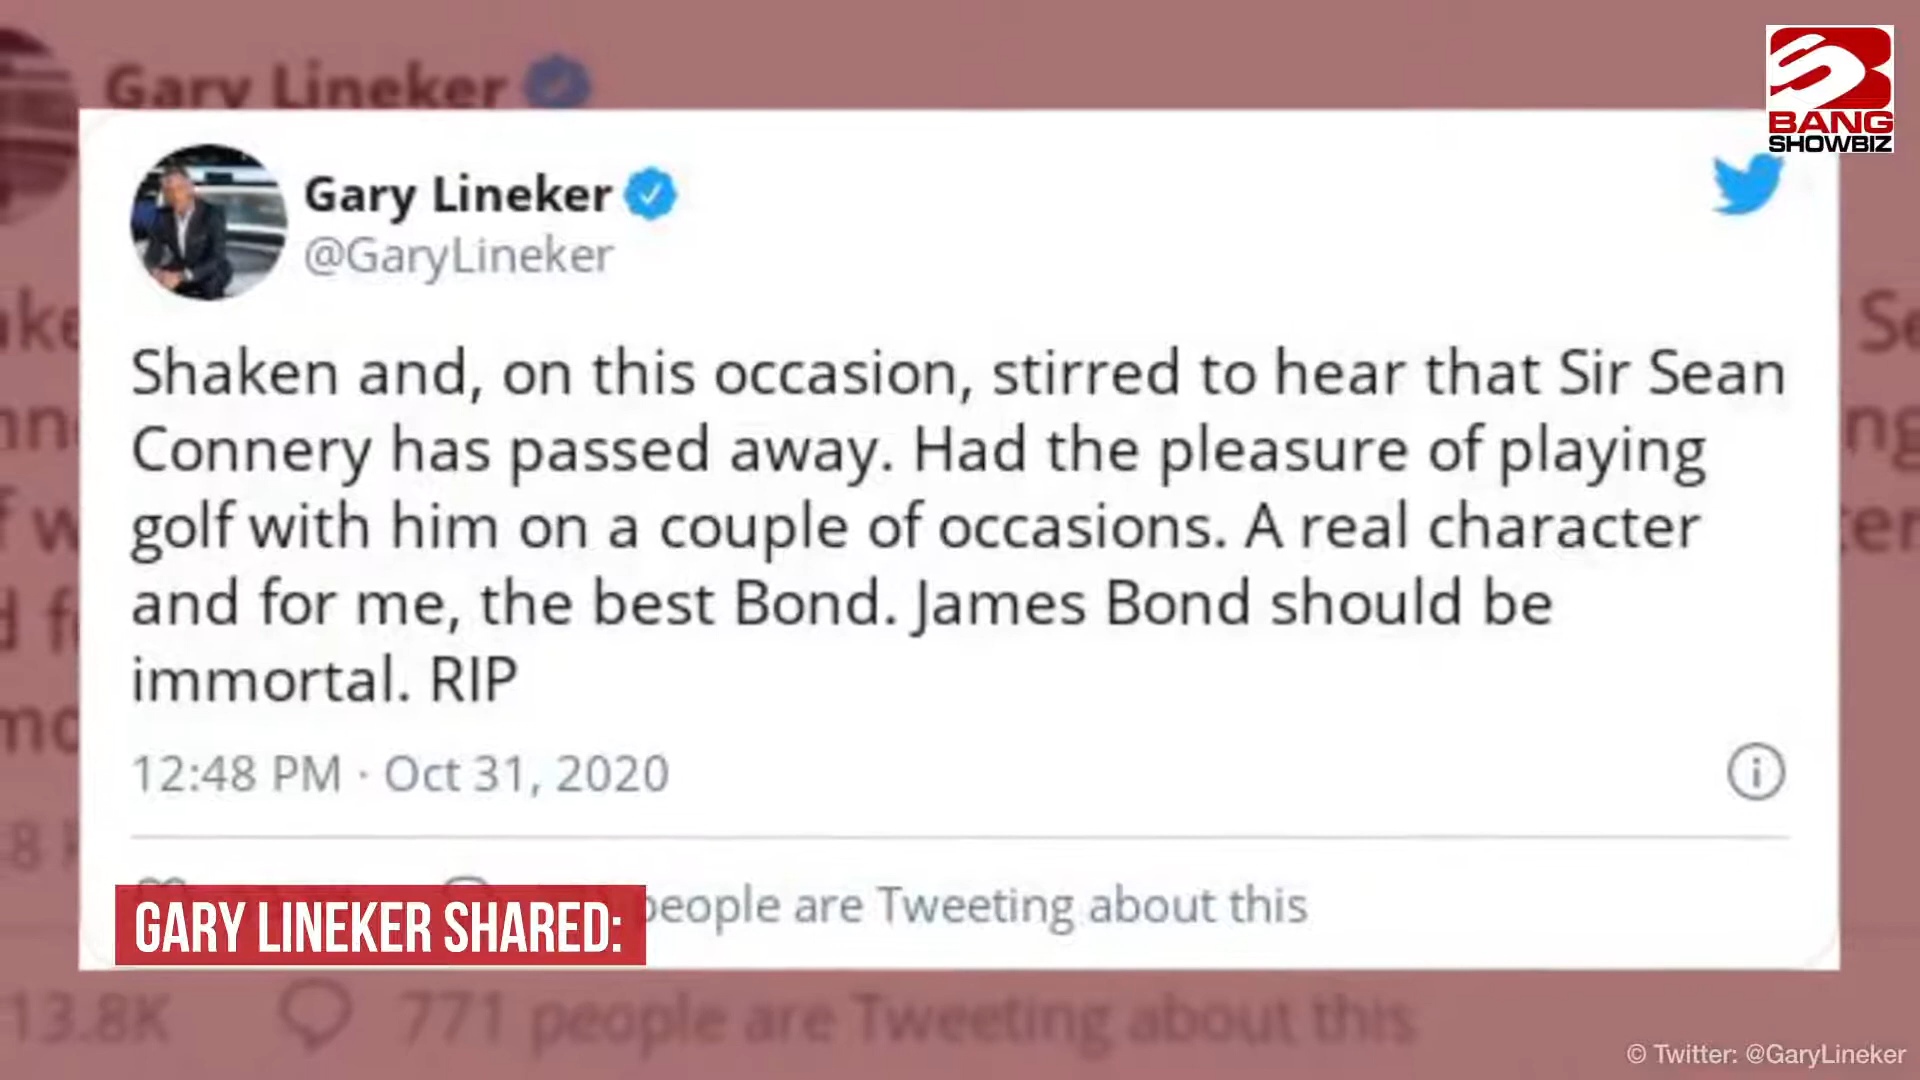 Gary Lineker
BANG
SHOWBIZ
Gary Lineker
@GaryLineker
Shaken and, on this occasion, stirred to hear that Sir Sean
Connery has passed away. Had the pleasure of playing
golf with him on a couple of occasions. A real character
and for me, the best Bond. James Bond should be
immortal. RIP
12:48 PM · Oct 31, 2020
people are Tweeting about this
GARY LINEKER SHARED:
13.8K 771 people are Tweeting about this
© Twitter: @GaryLineker